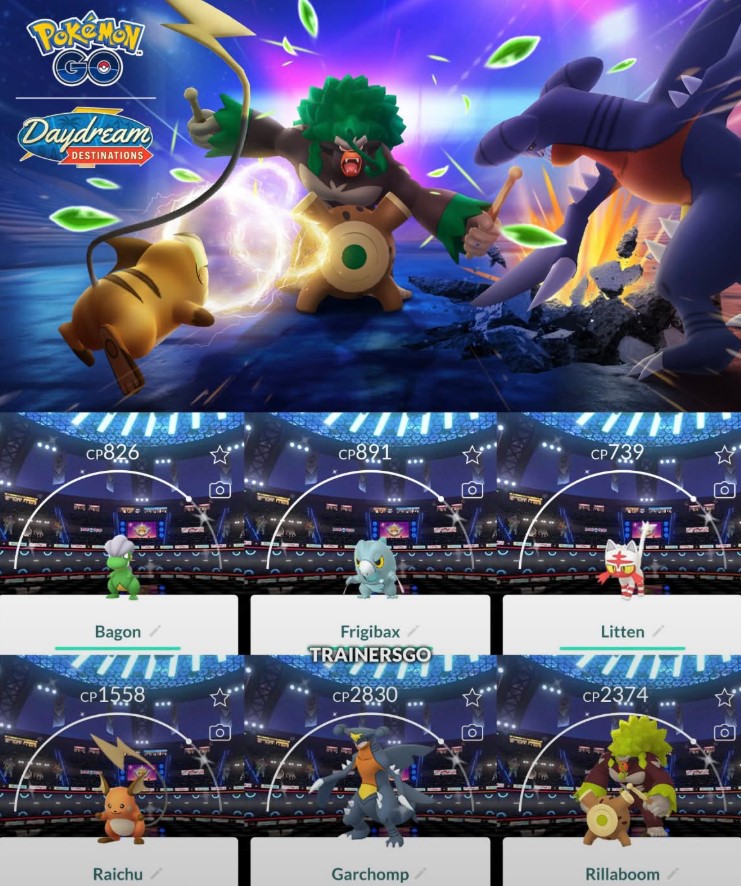 POKÉMON
GO
Daydream
DESTINATIONS
CP826
CP891
CP739
Bagon
Frigibax
Litten
TRAINERSGO
CP1558
CP2830
CP2374
Raichu
Garchomp
Rillaboom